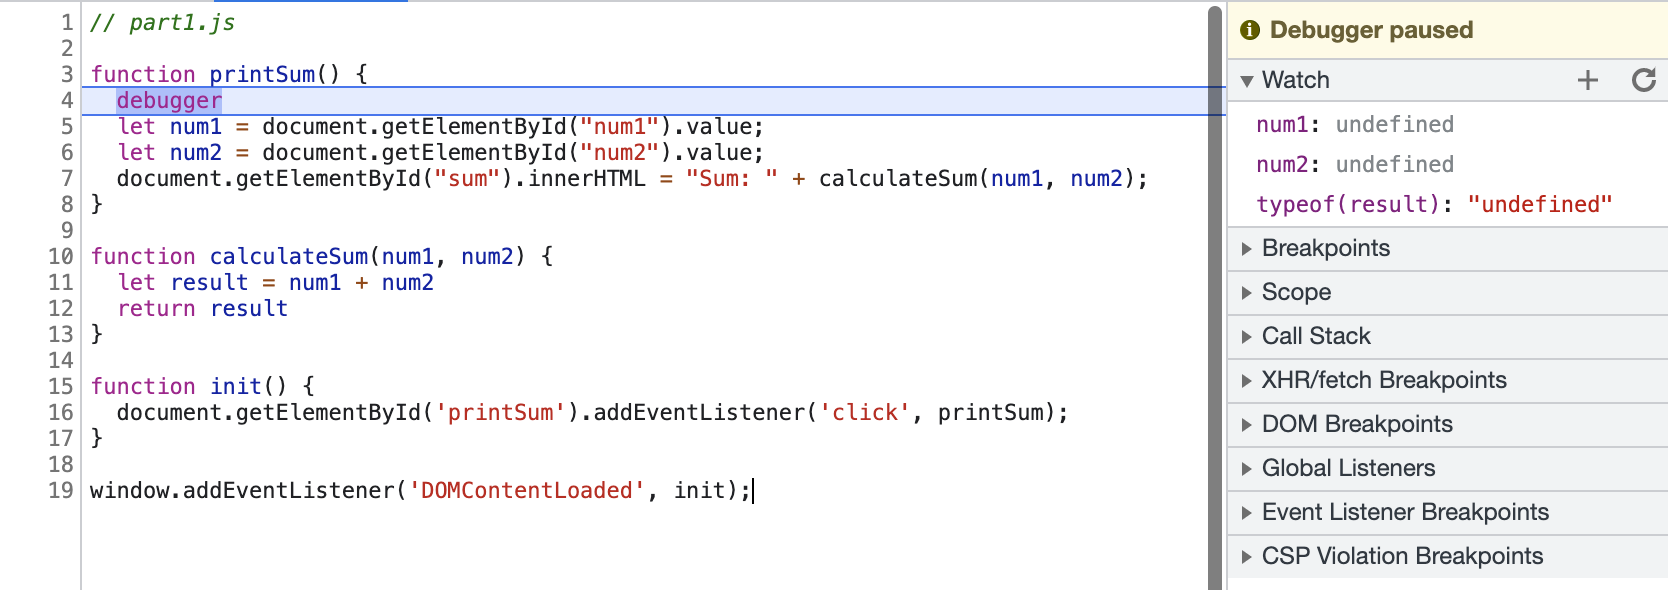 1 // part1.js
2
3 function printSum() {
4   debugger
5   let num1 = document.getElementById("num1").value;
6   let num2 = document.getElementById("num2").value;
7   document.getElementById("sum").innerHTML = "Sum: " + calculateSum(num1, num2);
8 }
9
10 function calculateSum(num1, num2) {
11   let result = num1 + num2
12   return result
13 }
14
15 function init() {
16   document.getElementById('printSum').addEventListener('click', printSum);
17 }
18
19 window.addEventListener('DOMContentLoaded', init);
Debugger paused
Watch
num1: undefined
num2: undefined
typeof(result): "undefined"
Breakpoints
Scope
Call Stack
XHR/fetch Breakpoints
DOM Breakpoints
Global Listeners
Event Listener Breakpoints
CSP Violation Breakpoints